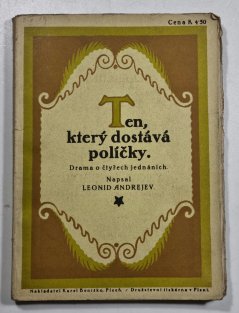 Cena K 4·50
Ten,
který dostává
políčky.
Drama o čtyřech jednáních.
Napsal
LEONID ANDREJEV
Nakladatel Karel Beníško, Plzeň. / Družstevní tiskárna v Plzni.